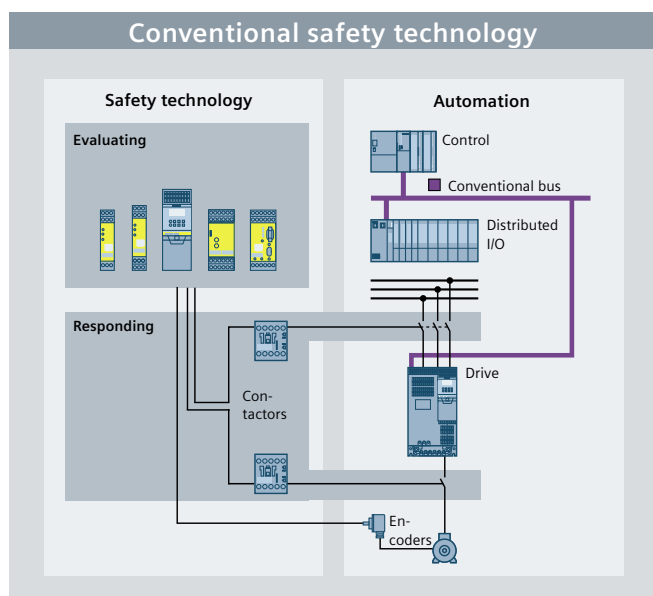 Conventional safety technology
Safety technology
Evaluating
Responding
Con-
tactors
Automation
Control
Conventional bus
Distributed
I/O
Drive
En-
coders